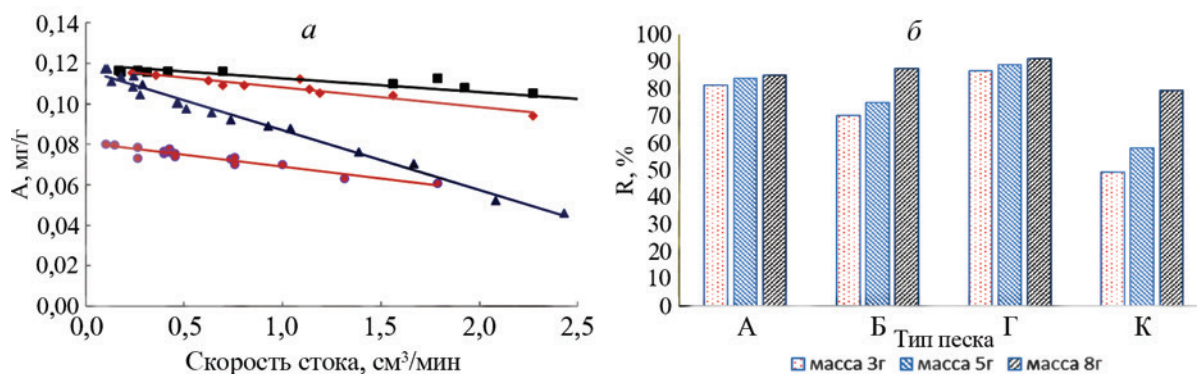 а
А, мг/г
0,14
0,12
0,10
0,08
0,06
0,04
0,02
0,00
0,0 0,5 1,0 1,5 2,0 2,5
Скорость стока, см³/мин
б
R, %
100
90
80
70
60
50
40
30
20
10
0
А Б Г К
Тип песка
масса 3г масса 5г масса 8г